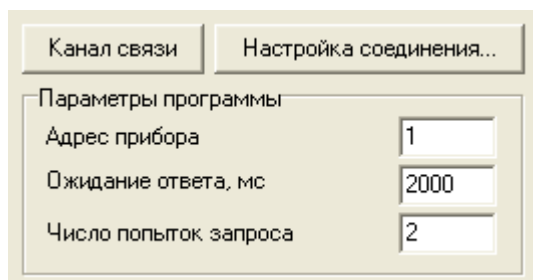 Канал связи Настройка соединения...
Параметры программы
Адрес прибора 1
Ожидание ответа, мс 2000
Число попыток запроса 2